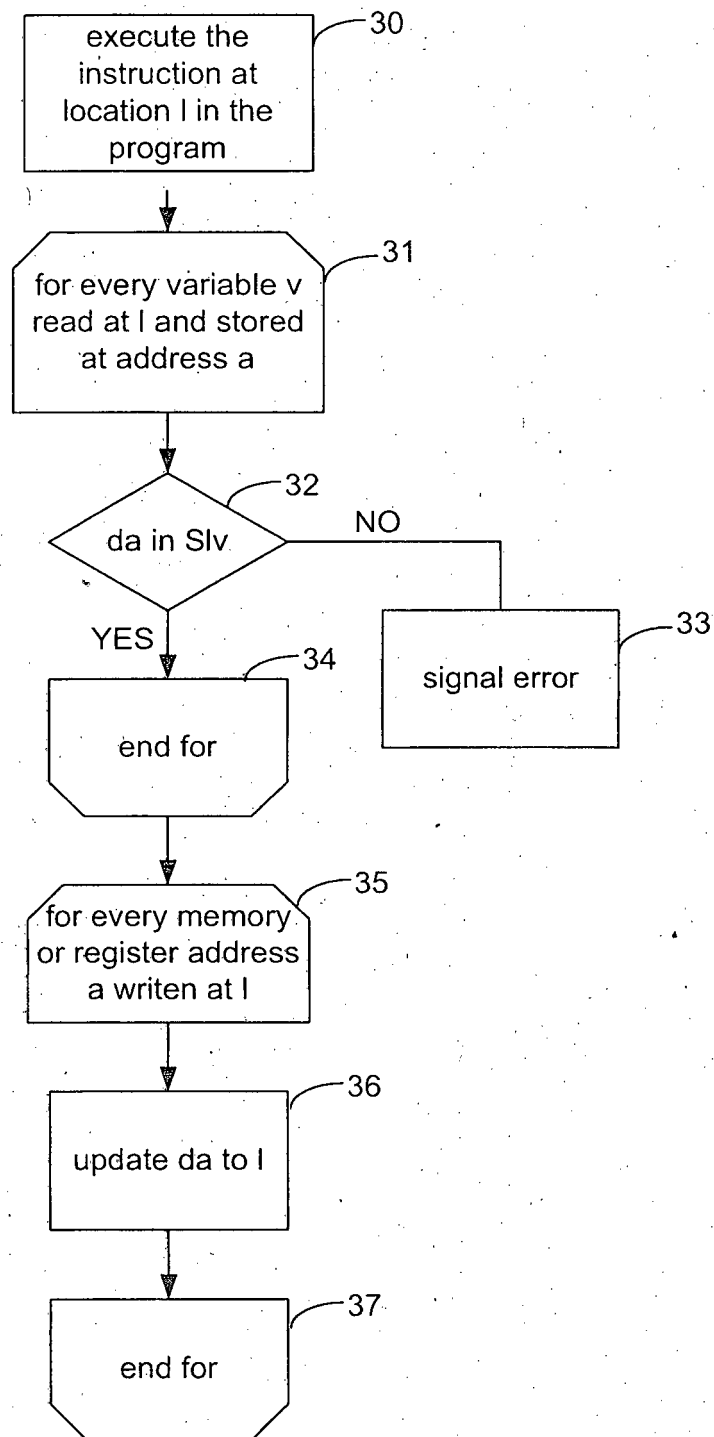 30
execute the
instruction at
location l in the
program
31
for every variable v
read at l and stored
at address a
32
da in Slv
NO
YES
33
signal error
34
end for
35
for every memory
or register address
a writen at l
36
update da to l
37
end for